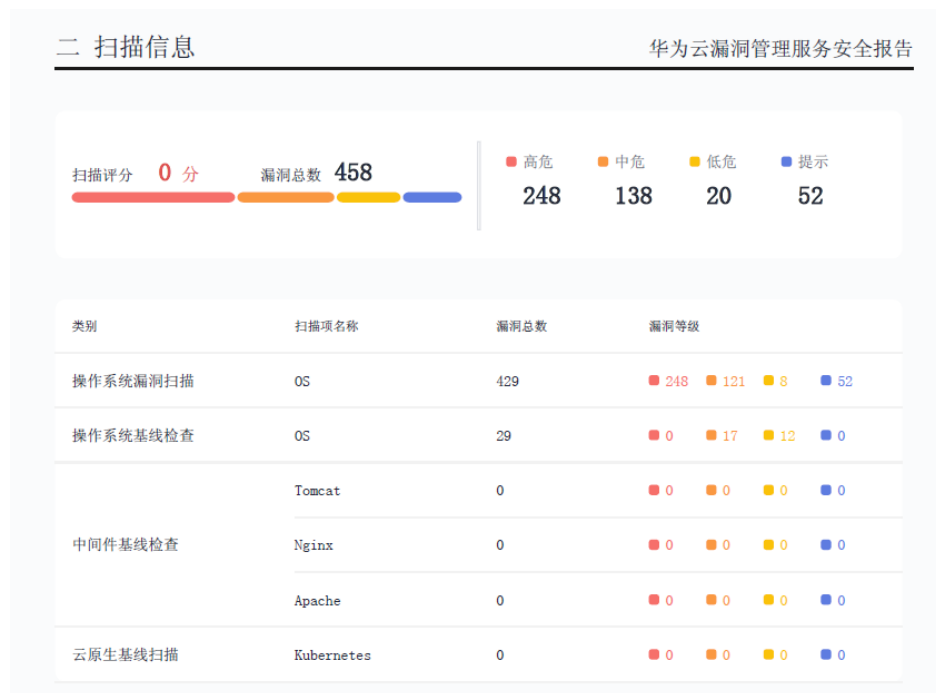 二 扫描信息 华为云漏洞管理服务安全报告
扫描评分 0 分 漏洞总数 458
高危 中危 低危 提示
248 138 20 52
类别 扫描项名称 漏洞总数 漏洞等级
操作系统漏洞扫描 OS 429 248 121 8 52
操作系统基线检查 OS 29 0 17 12 0
Tomcat 0 0 0 0 0
中间件基线检查 Nginx 0 0 0 0 0
Apache 0 0 0 0 0
云原生基线扫描 Kubernetes 0 0 0 0 0